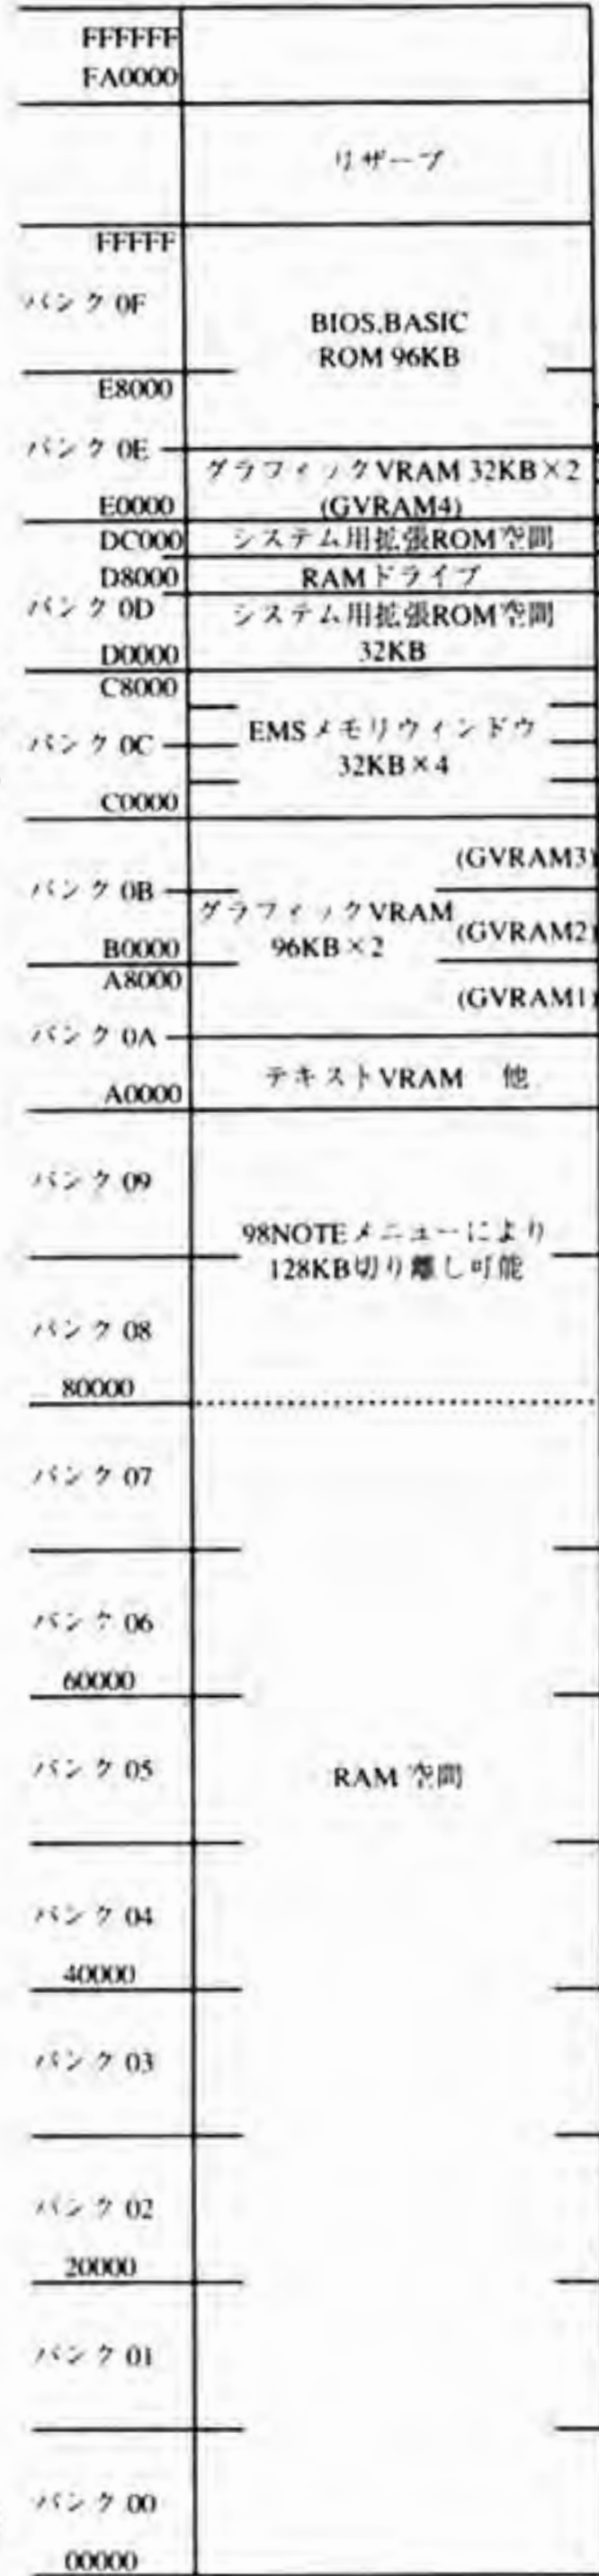 FFFFFF
FA0000
リザーブ
FFFFF
バンク 0F
BIOS,BASIC
ROM 96KB
E8000
バンク 0E
グラフィックVRAM 32KB×2
(GVRAM4)
E0000
DC000
システム用拡張ROM空間
D8000
RAMドライブ
バンク 0D
システム用拡張ROM空間
32KB
D0000
C8000
バンク 0C
EMSメモリウィンドウ
32KB×4
C0000
(GVRAM3)
バンク 0B
グラフィックVRAM
96KB×2
(GVRAM2)
B0000
A8000
(GVRAM1)
バンク 0A
テキストVRAM 他
A0000
バンク 09
98NOTEメニューにより
128KB切り離し可能
バンク 08
80000
バンク 07
バンク 06
60000
バンク 05
RAM 空間
バンク 04
40000
バンク 03
バンク 02
20000
バンク 01
バンク 00
00000